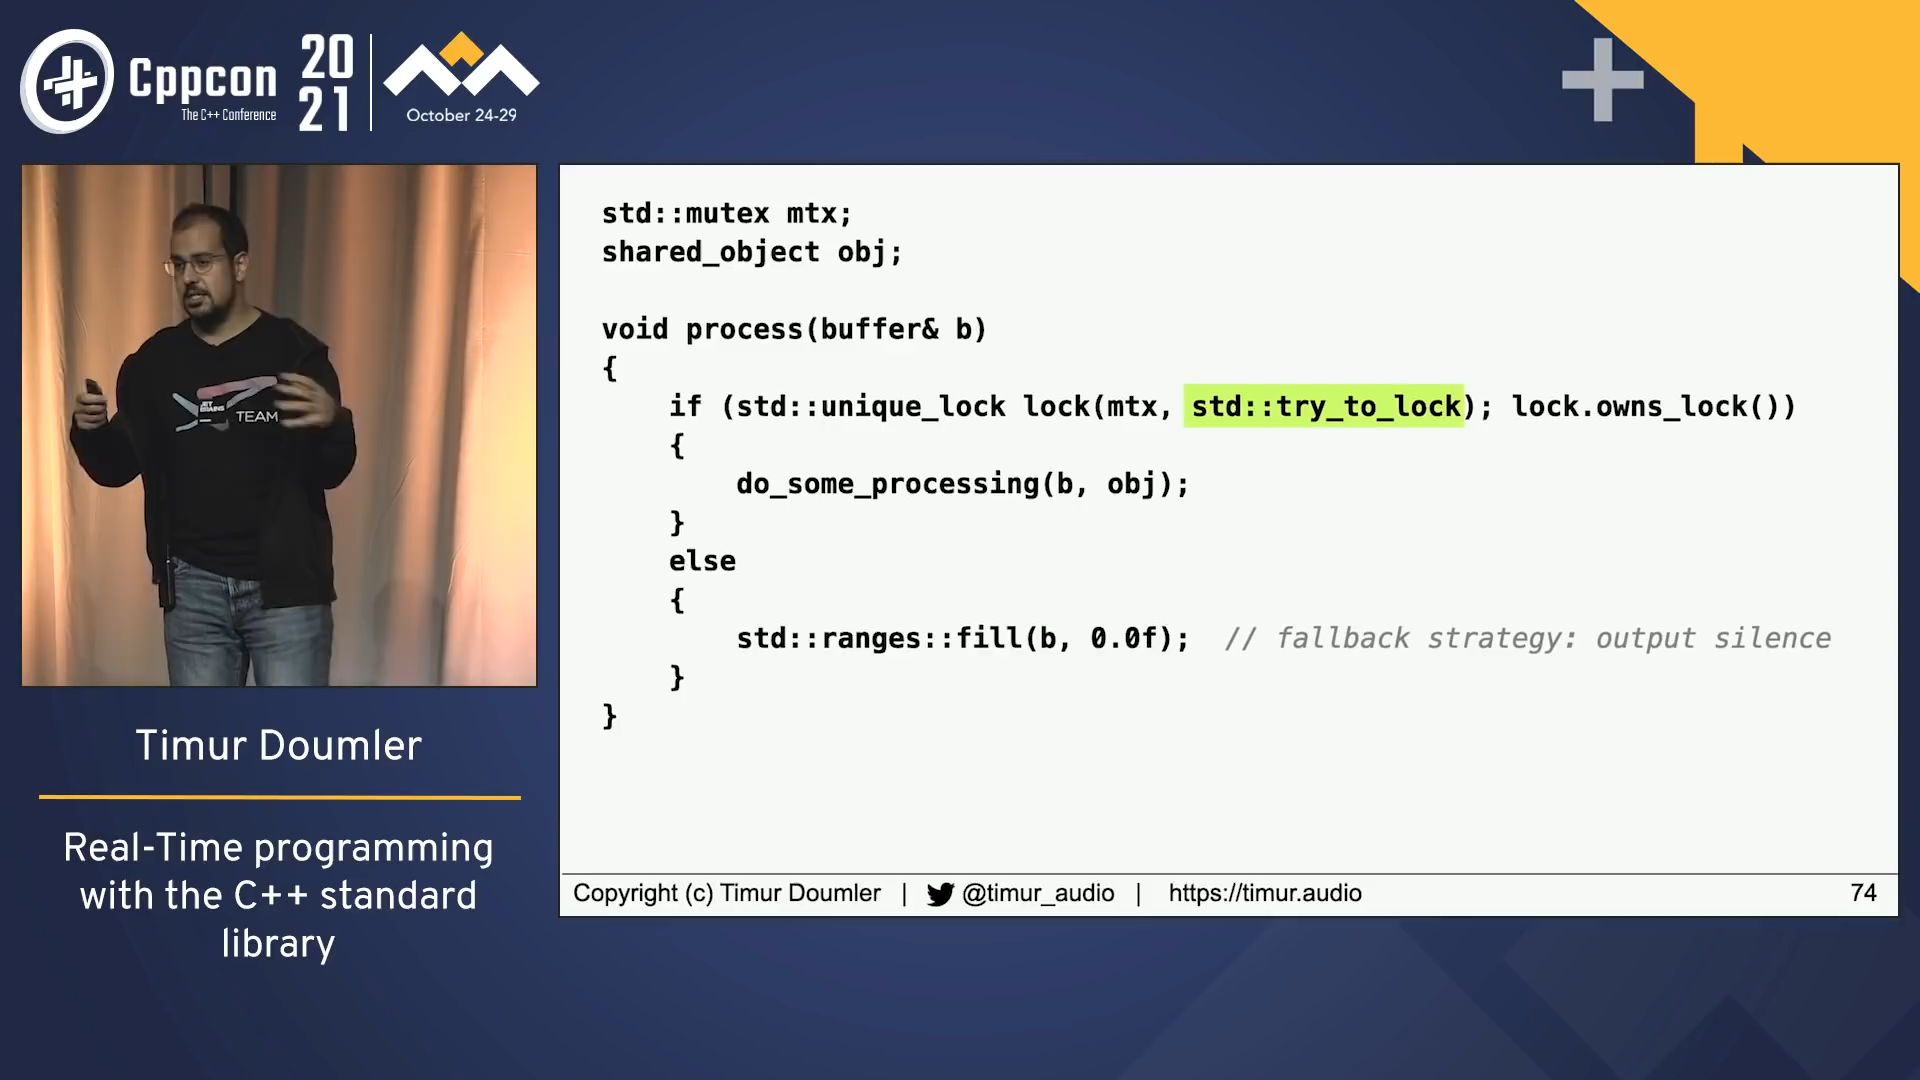 Cppcon
The C++ Conference
20
21
October 24-29
JET
BRAINS
TEAM
Timur Doumler
Real-Time programming
with the C++ standard
library
std::mutex mtx;
shared_object obj;
void process(buffer& b)
{
    if (std::unique_lock lock(mtx, std::try_to_lock); lock.owns_lock())
    {
        do_some_processing(b, obj);
    }
    else
    {
        std::ranges::fill(b, 0.0f);  // fallback strategy: output silence
    }
}
Copyright (c) Timur Doumler | @timur_audio | https://timur.audio
74